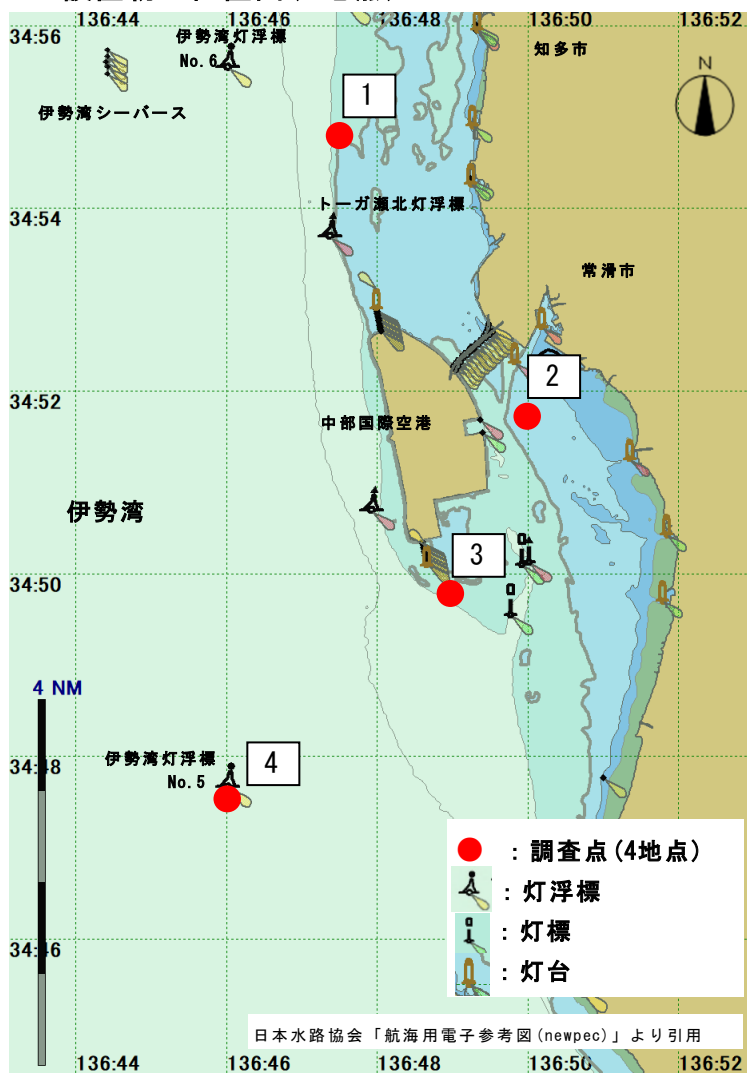 136:44
136:46
136:48
136:50
136:52
34:56
伊勢湾灯浮標
No.6
知多市
N
伊勢湾シーバース
1
34:54
トーガ瀬北灯浮標
常滑市
2
34:52
中部国際空港
伊勢湾
34:50
3
4 NM
34:48
伊勢湾灯浮標
No.5
4
：調査点(4地点)
：灯浮標
：灯標
：灯台
34:46
日本水路協会「航海用電子参考図(newpec)」より引用
136:44
136:46
136:48
136:50
136:52